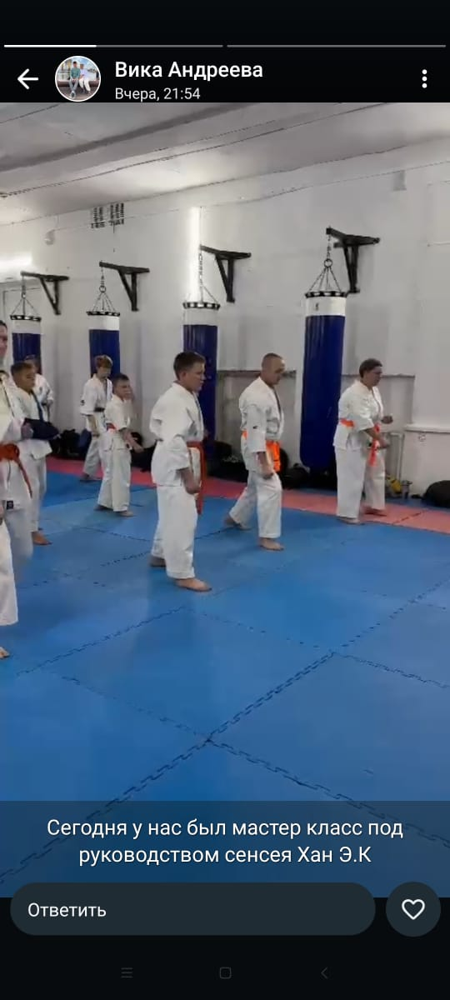 Вика Андреева
Вчера, 21:54
Сегодня у нас был мастер класс под
руководством сенсея Хан Э.К
Ответить